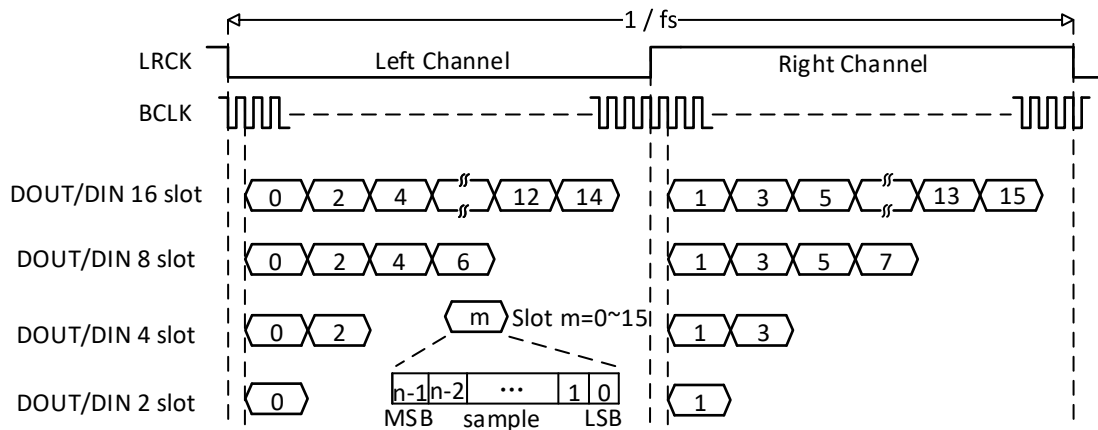 1 / fs
LRCK Left Channel Right Channel
BCLK
DOUT/DIN 16 slot 0 2 4 12 14 1 3 5 13 15
DOUT/DIN 8 slot 0 2 4 6 1 3 5 7
m Slot m=0~15
DOUT/DIN 4 slot 0 2 1 3
n-1 n-2 ··· 1 0
DOUT/DIN 2 slot 0 1
MSB sample LSB